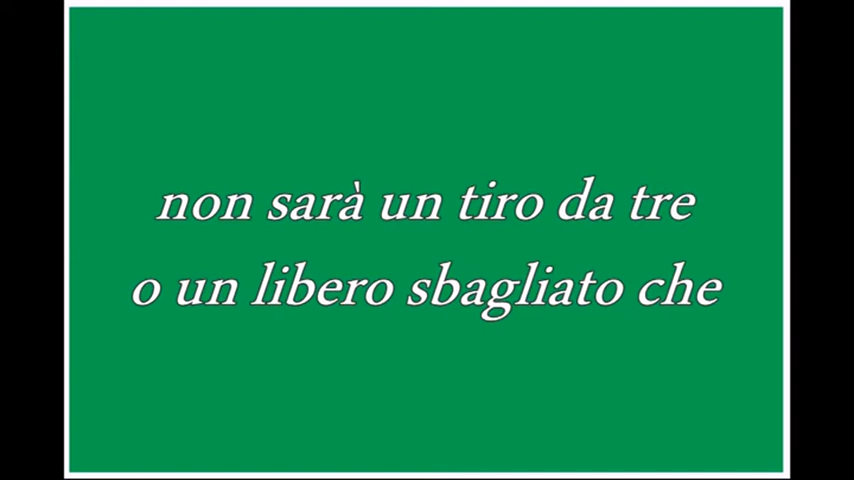 non sarà un tiro da tre
o un libero sbagliato che